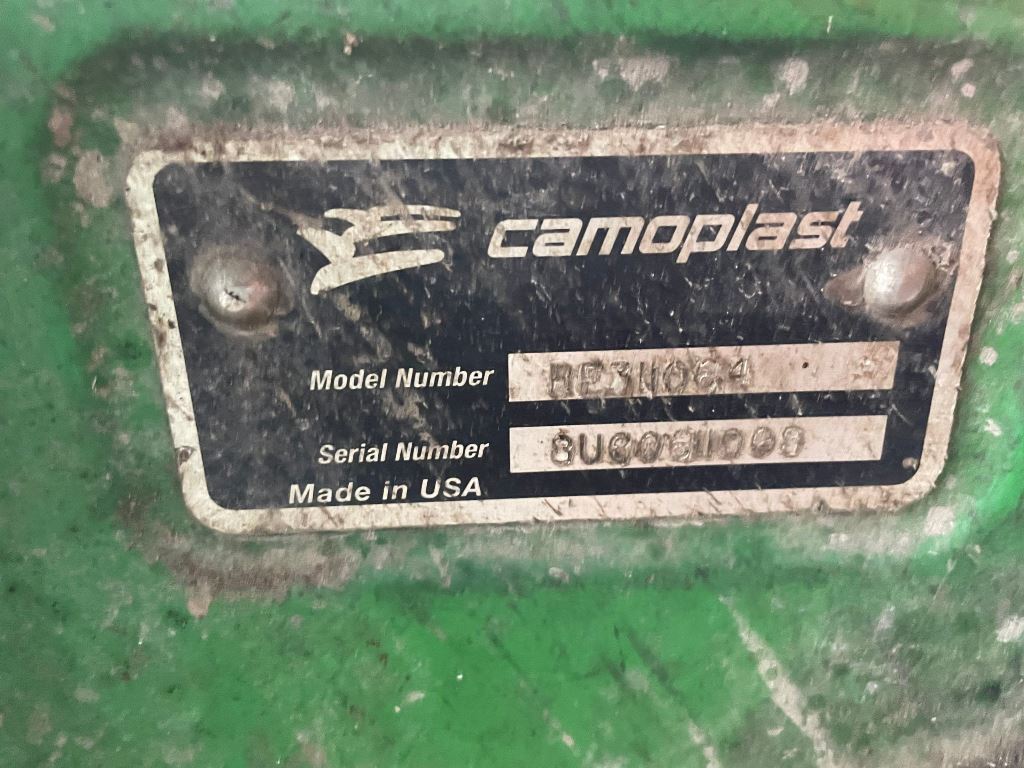 camoplast
Model Number
Serial Number
Made in USA